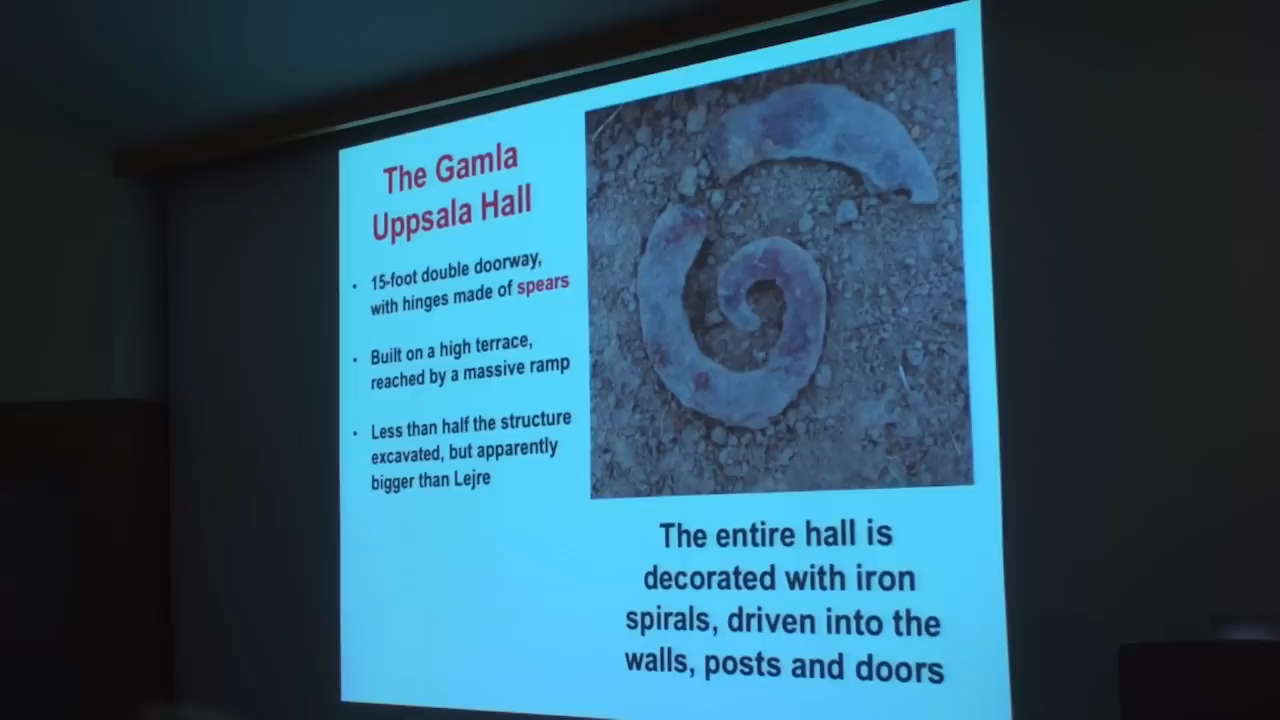 The Gamla
Uppsala Hall
• 15-foot double doorway,
with hinges made of spears
• Built on a high terrace,
reached by a massive ramp
• Less than half the structure
excavated, but apparently
bigger than Lejre
The entire hall is
decorated with iron
spirals, driven into the
walls, posts and doors